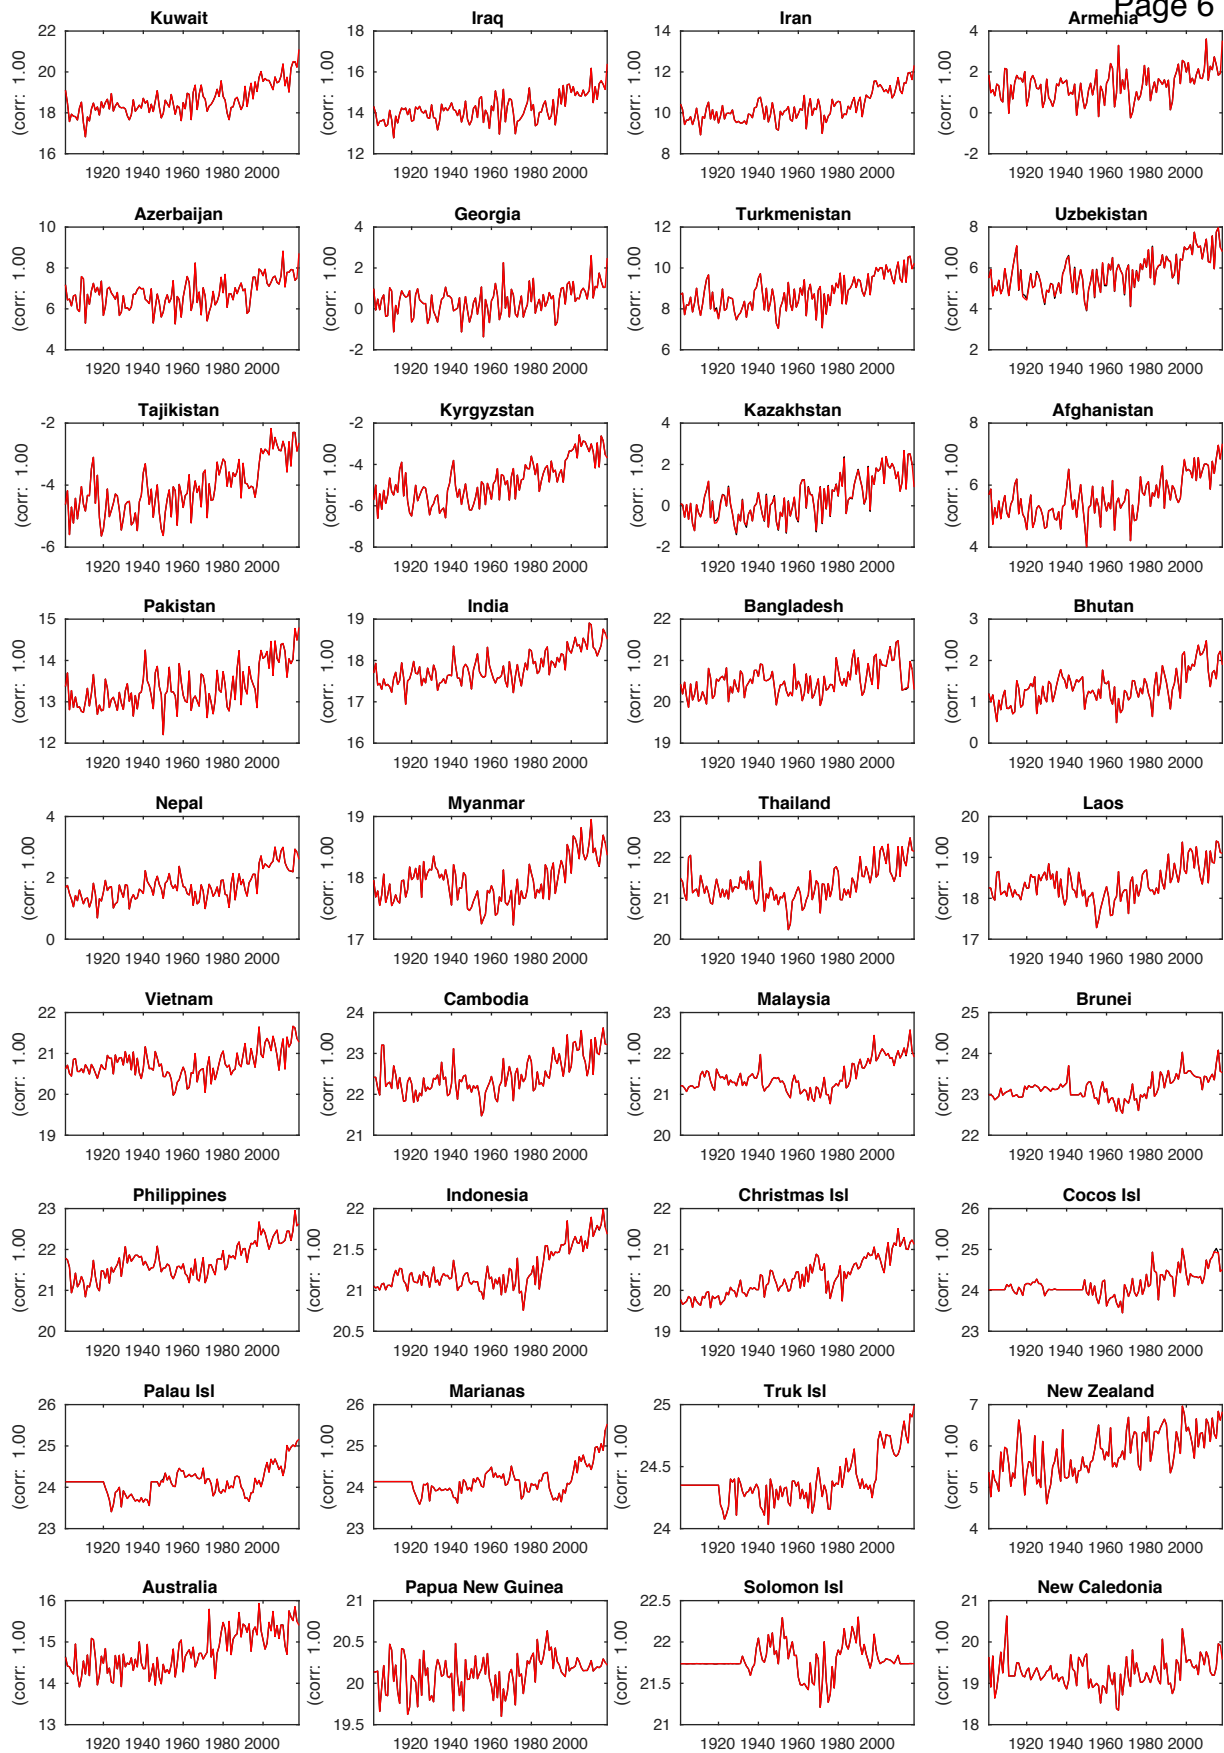 Page 6
Kuwait
22
20
18
16
(corr: 1.00
1920 1940 1960 1980 2000
Iraq
18
16
14
12
(corr: 1.00
1920 1940 1960 1980 2000
Iran
14
12
10
8
(corr: 1.00
1920 1940 1960 1980 2000
Armenia
4
2
0
-2
(corr: 1.00
1920 1940 1960 1980 2000
Azerbaijan
10
8
6
4
(corr: 1.00
1920 1940 1960 1980 2000
Georgia
4
2
0
-2
(corr: 1.00
1920 1940 1960 1980 2000
Turkmenistan
12
10
8
6
(corr: 1.00
1920 1940 1960 1980 2000
Uzbekistan
8
6
4
2
(corr: 1.00
1920 1940 1960 1980 2000
Tajikistan
-2
-4
-6
(corr: 1.00
1920 1940 1960 1980 2000
Kyrgyzstan
-2
-4
-6
-8
(corr: 1.00
1920 1940 1960 1980 2000
Kazakhstan
4
2
0
-2
(corr: 1.00
1920 1940 1960 1980 2000
Afghanistan
8
6
4
(corr: 1.00
1920 1940 1960 1980 2000
Pakistan
15
14
13
12
(corr: 1.00
1920 1940 1960 1980 2000
India
19
18
17
16
(corr: 1.00
1920 1940 1960 1980 2000
Bangladesh
22
21
20
19
(corr: 1.00
1920 1940 1960 1980 2000
Bhutan
3
2
1
0
(corr: 1.00
1920 1940 1960 1980 2000
Nepal
4
2
0
(corr: 1.00
1920 1940 1960 1980 2000
Myanmar
19
18
17
(corr: 1.00
1920 1940 1960 1980 2000
Thailand
23
22
21
20
(corr: 1.00
1920 1940 1960 1980 2000
Laos
20
19
18
17
(corr: 1.00
1920 1940 1960 1980 2000
Vietnam
22
21
20
19
(corr: 1.00
1920 1940 1960 1980 2000
Cambodia
24
23
22
21
(corr: 1.00
1920 1940 1960 1980 2000
Malaysia
23
22
21
20
(corr: 1.00
1920 1940 1960 1980 2000
Brunei
25
24
23
22
(corr: 1.00
1920 1940 1960 1980 2000
Philippines
23
22
21
20
(corr: 1.00
1920 1940 1960 1980 2000
Indonesia
22
21.5
21
20.5
(corr: 1.00
1920 1940 1960 1980 2000
Christmas Isl
22
21
20
19
(corr: 1.00
1920 1940 1960 1980 2000
Cocos Isl
26
25
24
23
(corr: 1.00
1920 1940 1960 1980 2000
Palau Isl
26
25
24
23
(corr: 1.00
1920 1940 1960 1980 2000
Marianas
26
25
24
23
(corr: 1.00
1920 1940 1960 1980 2000
Truk Isl
25
24.5
24
(corr: 1.00
1920 1940 1960 1980 2000
New Zealand
7
6
5
4
(corr: 1.00
1920 1940 1960 1980 2000
Australia
16
15
14
13
(corr: 1.00
1920 1940 1960 1980 2000
Papua New Guinea
21
20.5
20
19.5
(corr: 1.00
1920 1940 1960 1980 2000
Solomon Isl
22.5
22
21.5
21
(corr: 1.00
1920 1940 1960 1980 2000
New Caledonia
21
20
19
18
(corr: 1.00
1920 1940 1960 1980 2000